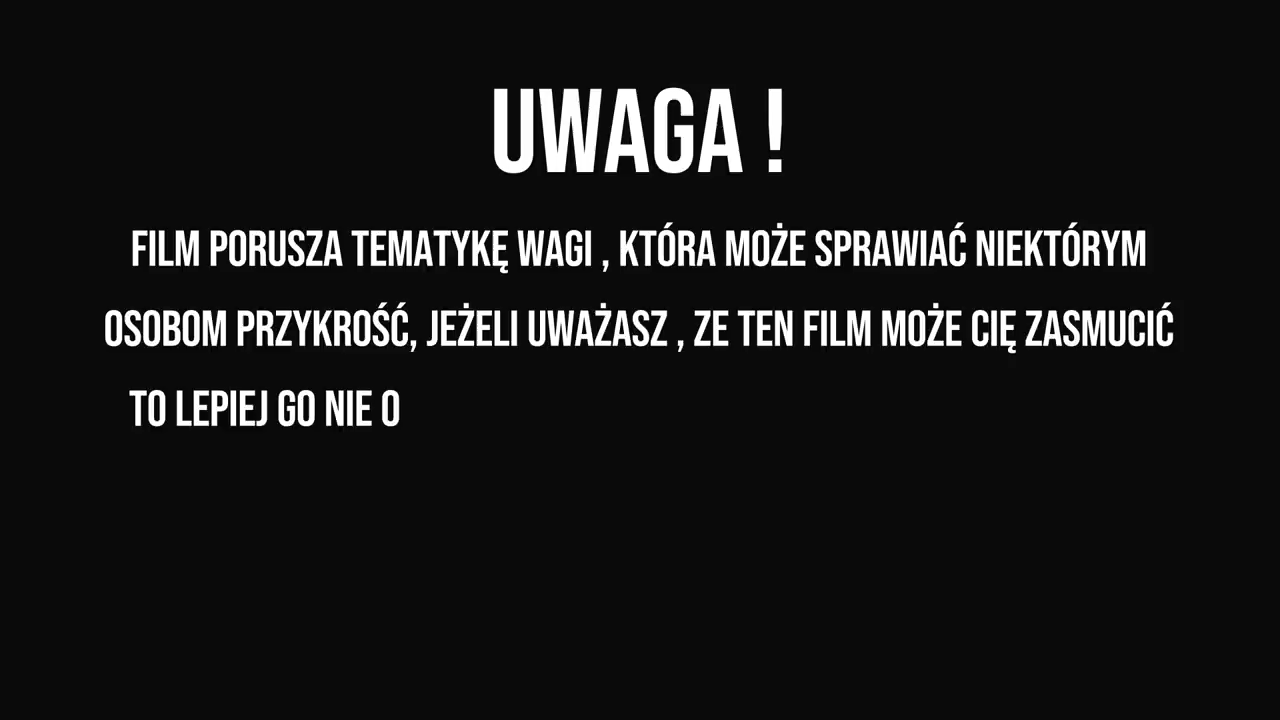 UWAGA !
FILM PORUSZA TEMATYKĘ WAGI , KTÓRA MOŻE SPRAWIAĆ NIEKTÓRYM
OSOBOM PRZYKROŚĆ, JEŻELI UWAŻASZ , ZE TEN FILM MOŻE CIĘ ZASMUCIĆ
TO LEPIEJ GO NIE O